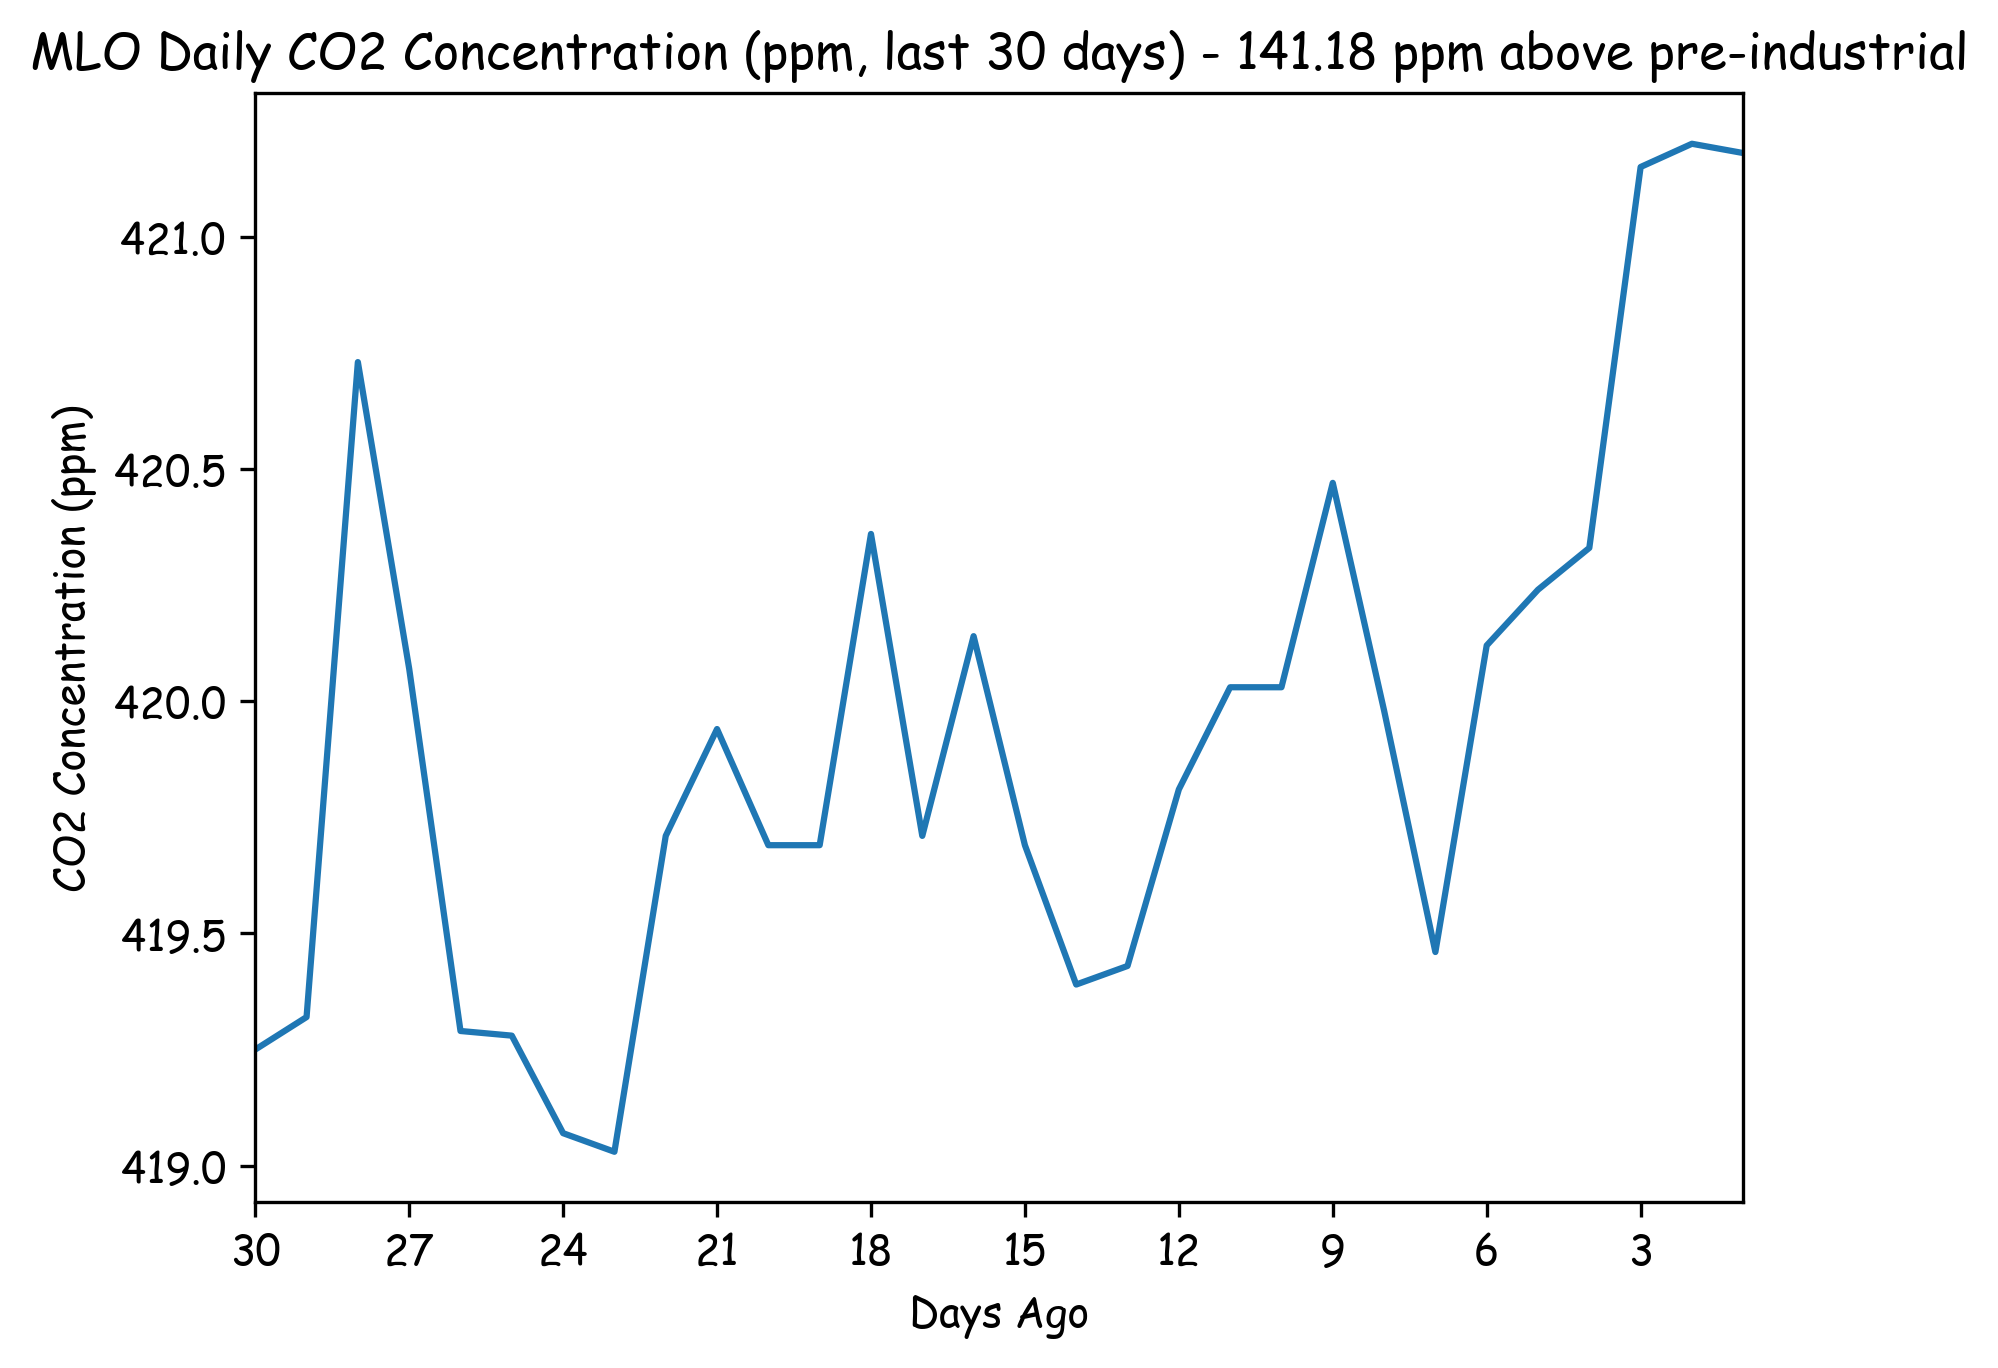 MLO Daily CO2 Concentration (ppm, last 30 days) - 141.18 ppm above pre-industrial
421.0
420.5
420.0
419.5
419.0
CO2 Concentration (ppm)
30 27 24 21 18 15 12 9 6 3
Days Ago